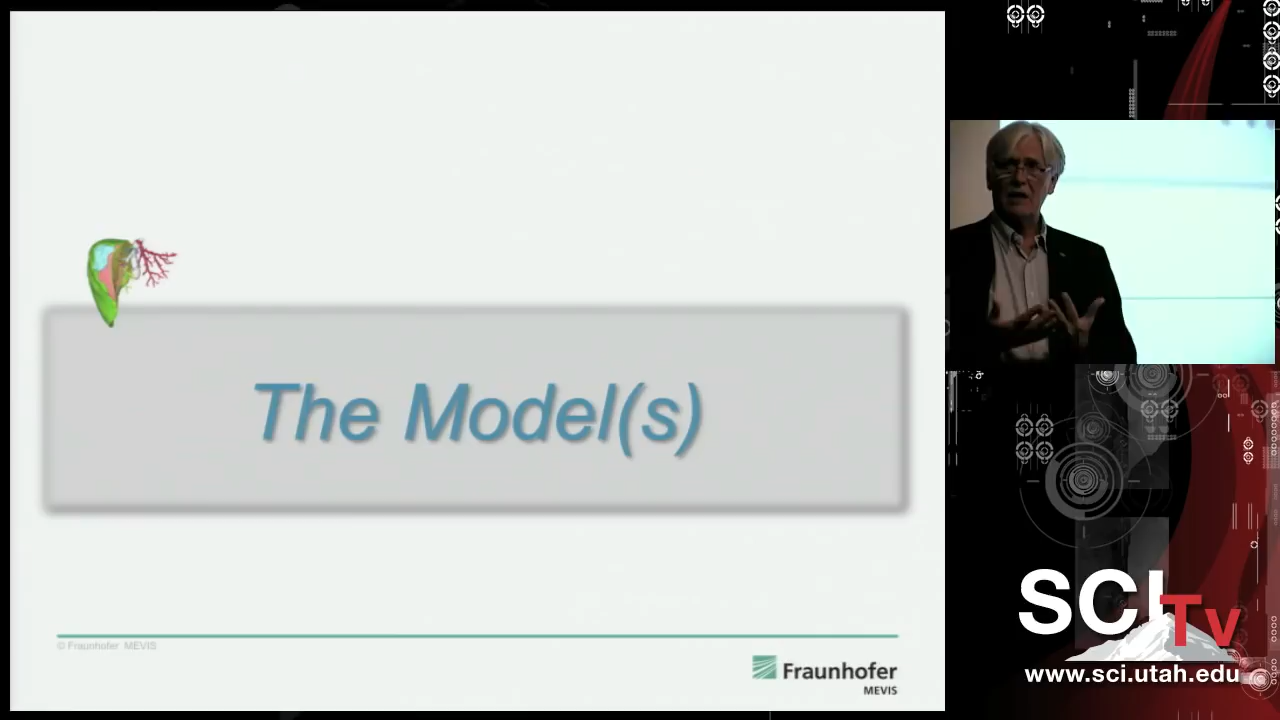 The Model(s)
© Fraunhofer MEVIS
Fraunhofer
MEVIS
SCI
TV
www.sci.utah.edu